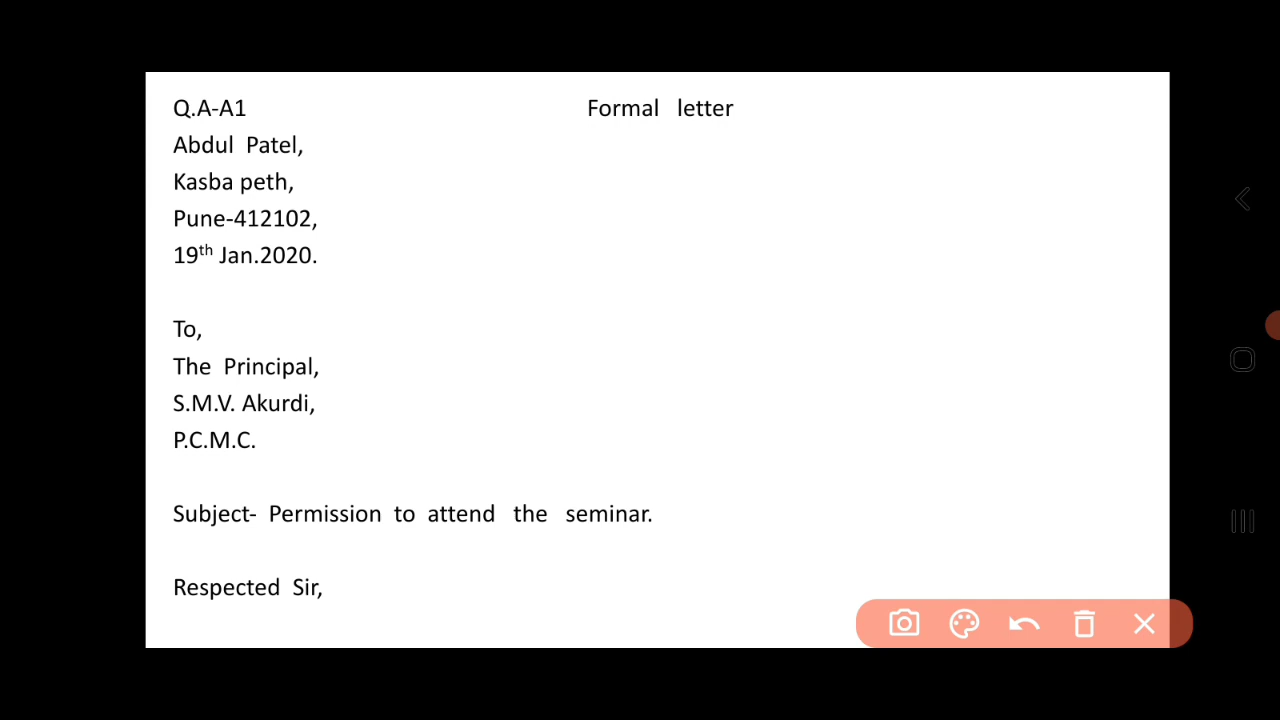 Q.A-A1 Formal letter
Abdul Patel,
Kasba peth,
Pune-412102,
19th Jan.2020.
To,
The Principal,
S.M.V. Akurdi,
P.C.M.C.
Subject- Permission to attend the seminar.
Respected Sir,